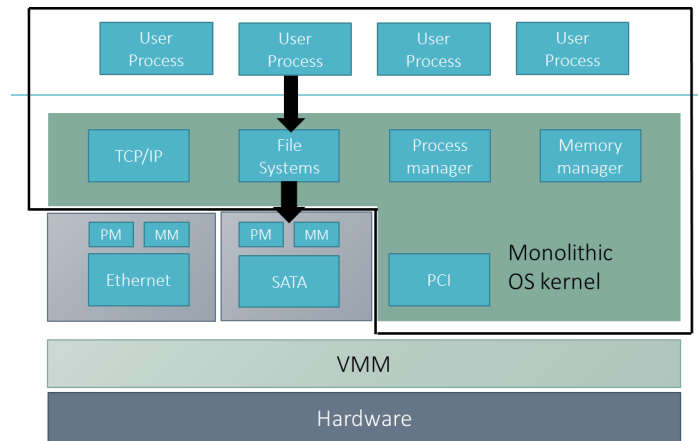 User
Process
User
Process
User
Process
User
Process
TCP/IP
File
Systems
Process
manager
Memory
manager
PM
MM
Ethernet
PM
MM
SATA
PCI
Monolithic
OS kernel
VMM
Hardware